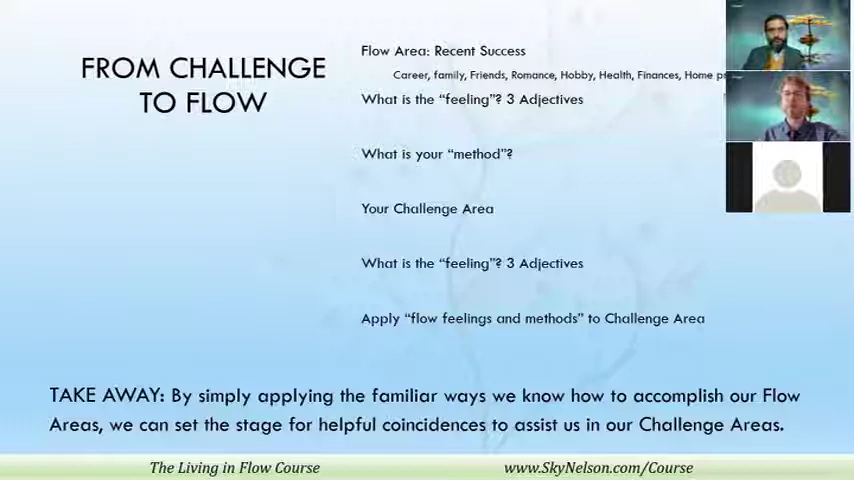 FROM CHALLENGE
TO FLOW
Flow Area: Recent Success
Career, family, Friends, Romance, Hobby, Health, Finances, Home
What is the “feeling”? 3 Adjectives
What is your “method”?
Your Challenge Area
What is the “feeling”? 3 Adjectives
Apply “flow feelings and methods” to Challenge Area
TAKE AWAY: By simply applying the familiar ways we know how to accomplish our Flow
Areas, we can set the stage for helpful coincidences to assist us in our Challenge Areas.
The Living in Flow Course
www.SkyNelson.com/Course